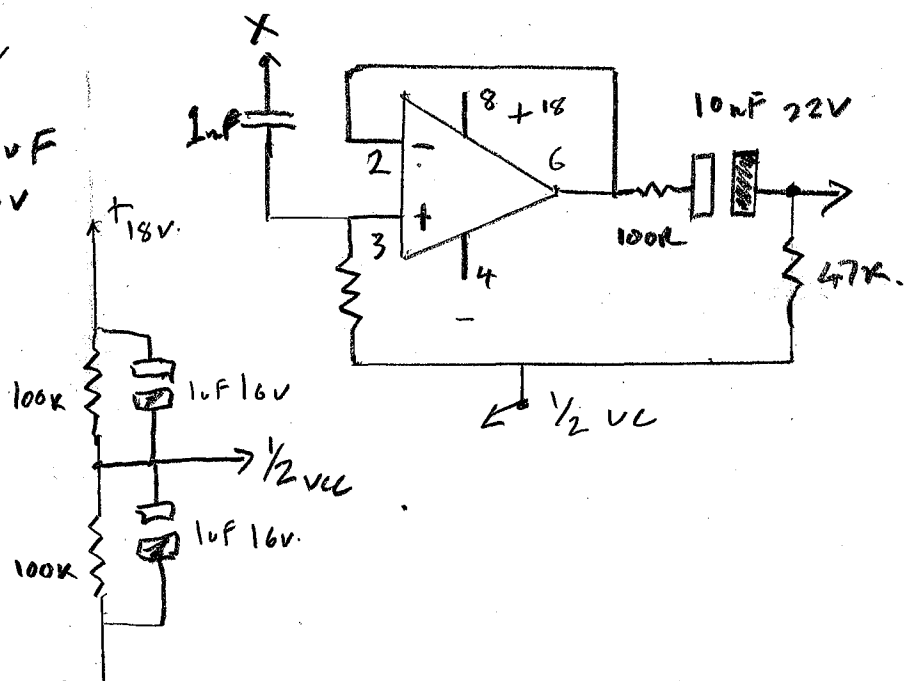 X
1nF
8
+18
2
-
6
+
3
4
-
10uF 22V
100R
47K.
1/2 VC
uF
V
+
18V.
100K
1uF 16V
1/2 VCC
1uF 16V.
100K